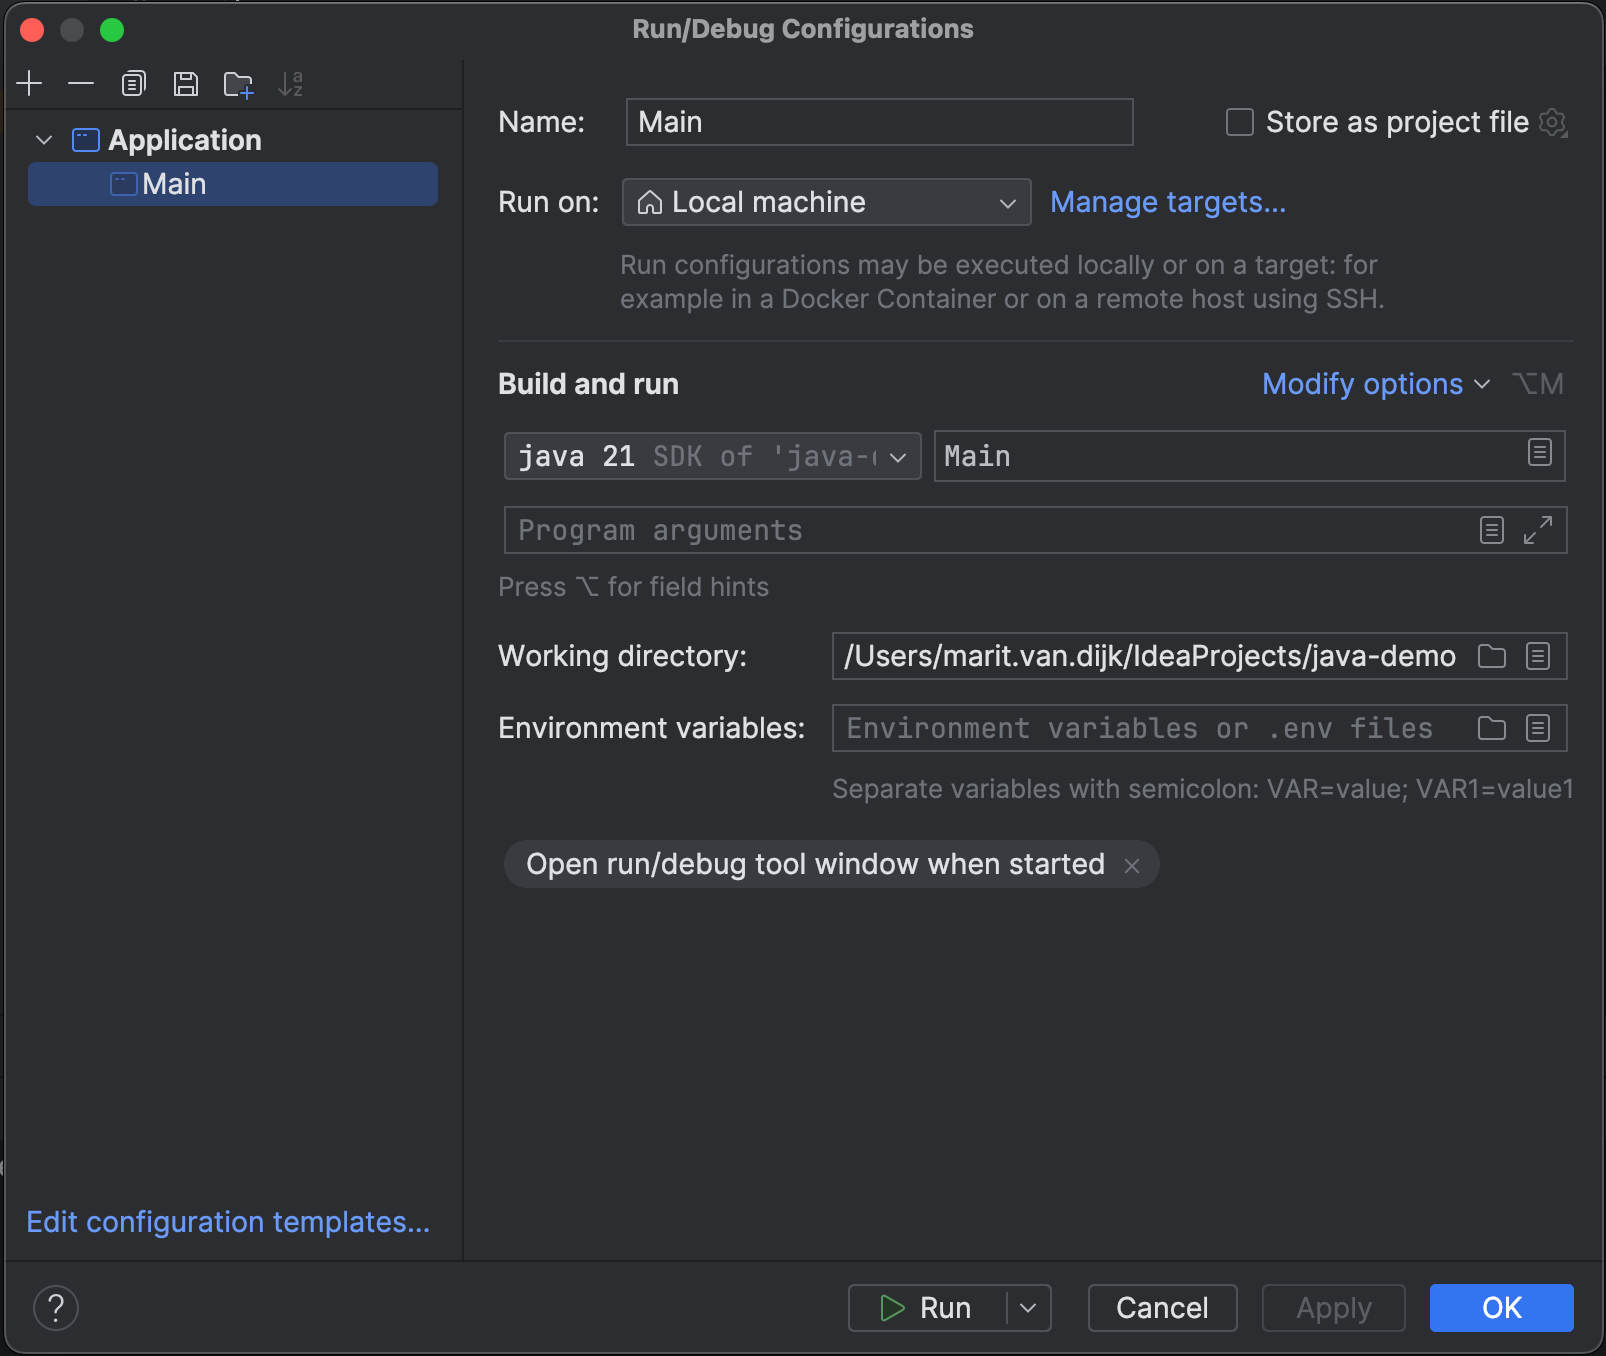 Run/Debug Configurations
Application
Main
Edit configuration templates...
Name:
Main
Store as project file
Run on:
Local machine
Manage targets...
Run configurations may be executed locally or on a target: for
example in a Docker Container or on a remote host using SSH.
Build and run
Modify options
⌥M
java 21 SDK of 'java-
Main
Program arguments
Press ⌥ for field hints
Working directory:
/Users/marit.van.dijk/IdeaProjects/java-demo
Environment variables:
Environment variables or .env files
Separate variables with semicolon: VAR=value; VAR1=value1
Open run/debug tool window when started
?
Run
Cancel
Apply
OK